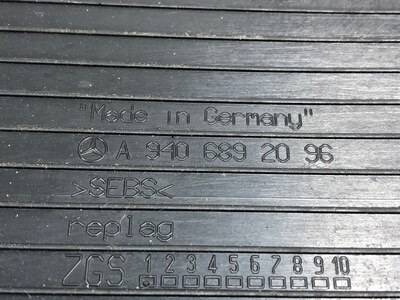 "Made in Germany"
A 940 689 20 96
>SEBS<
repleg
ZGS 1 2 3 4 5 6 7 8 9 10